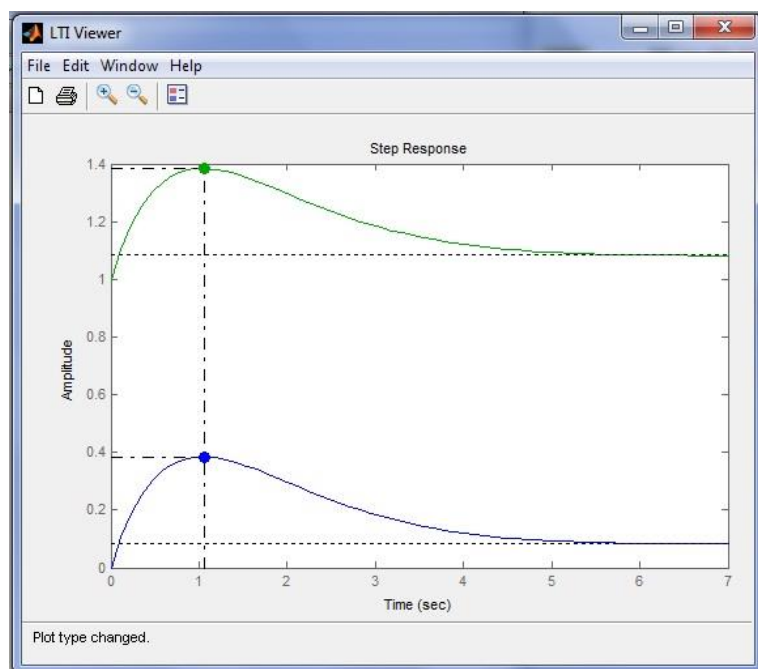 LTI Viewer
File Edit Window Help
Step Response
1.4
1.2
1
0.8
0.6
0.4
0.2
0
Amplitude
0 1 2 3 4 5 6 7
Time (sec)
Plot type changed.